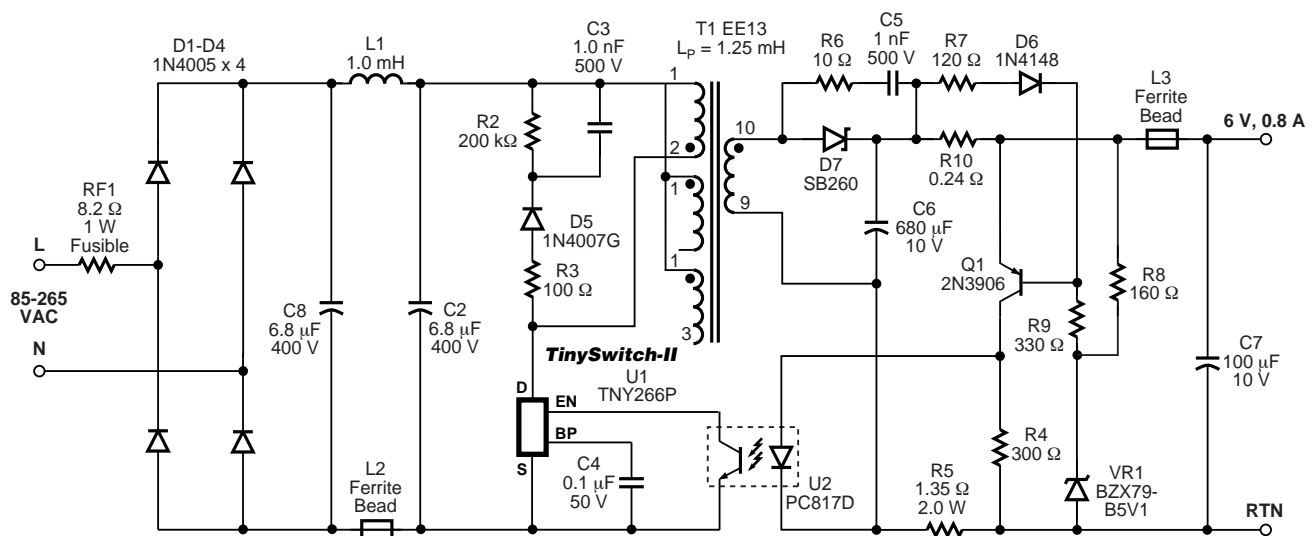 D1-D4
1N4005 x 4
L1
1.0 mH
C3
1.0 nF
500 V
T1 EE13
LP = 1.25 mH
R6
10 Ω
C5
1 nF
500 V
R7
120 Ω
D6
1N4148
L3
Ferrite
Bead
6 V, 0.8 A
R2
200 kΩ
1
2
1
1
3
10
9
D7
SB260
R10
0.24 Ω
RF1
8.2 Ω
1 W
Fusible
L
85-265
VAC
N
D5
1N4007G
R3
100 Ω
C6
680 μF
10 V
Q1
2N3906
R8
160 Ω
R9
330 Ω
C8
6.8 μF
400 V
C2
6.8 μF
400 V
C7
100 μF
10 V
TinySwitch-II
U1
TNY266P
D
EN
BP
S
C4
0.1 μF
50 V
L2
Ferrite
Bead
U2
PC817D
R5
1.35 Ω
2.0 W
R4
300 Ω
VR1
BZX79-
B5V1
RTN